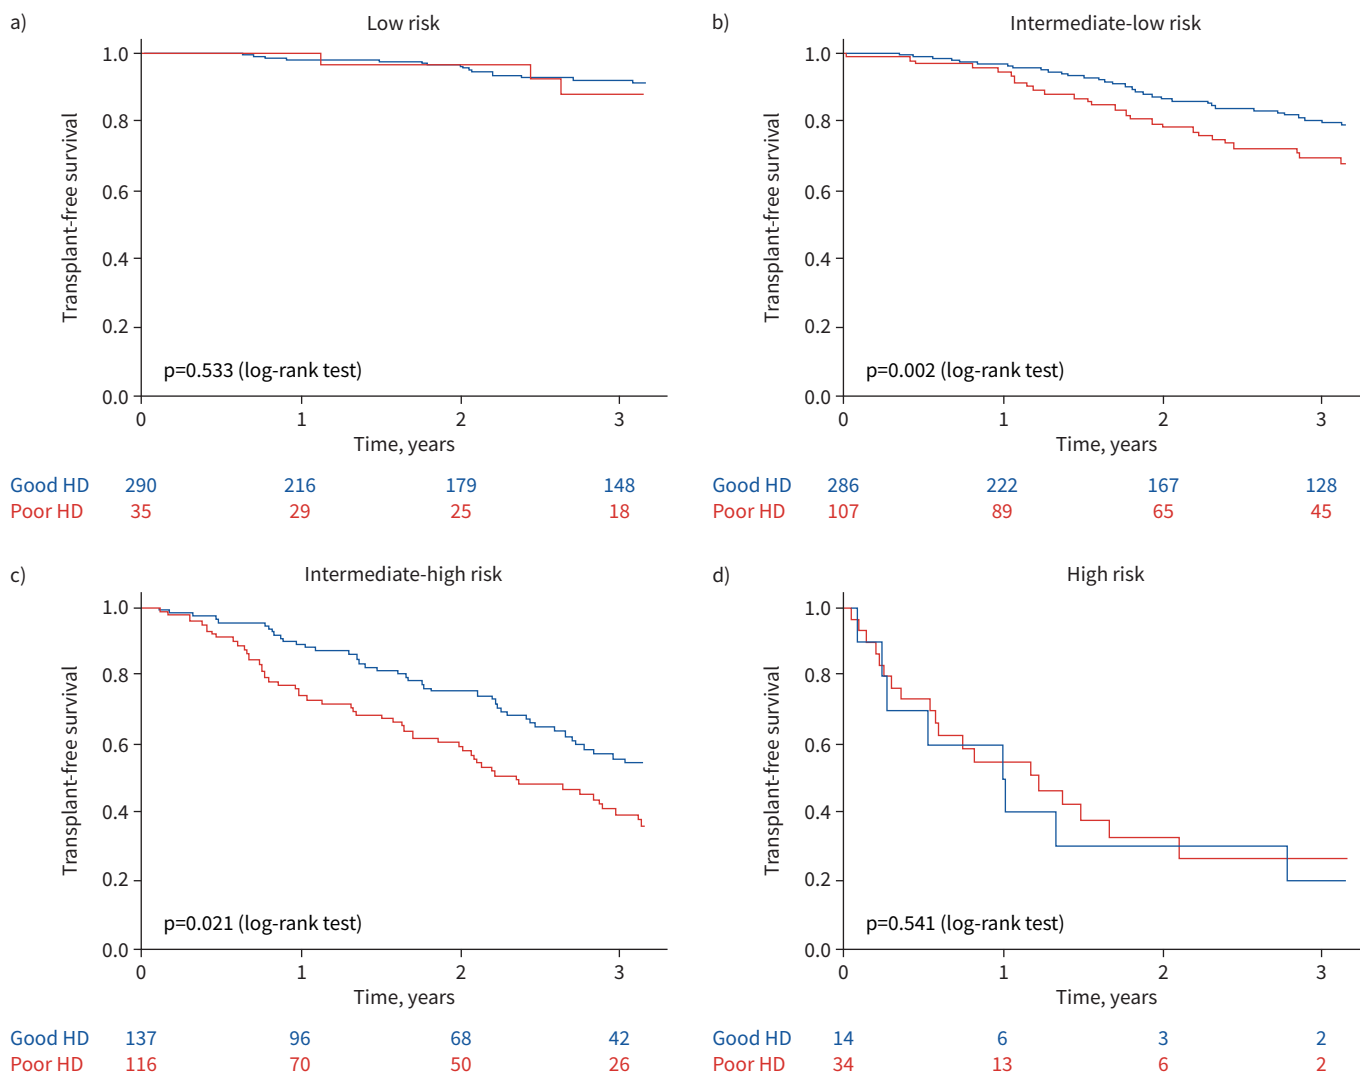 a) Low risk
Transplant-free survival
1.0
0.8
0.6
0.4
0.2
0.0
p=0.533 (log-rank test)
0 1 2 3
Time, years
Good HD 290 216 179 148
Poor HD 35 29 25 18
b) Intermediate-low risk
Transplant-free survival
1.0
0.8
0.6
0.4
0.2
0.0
p=0.002 (log-rank test)
0 1 2 3
Time, years
Good HD 286 222 167 128
Poor HD 107 89 65 45
c) Intermediate-high risk
Transplant-free survival
1.0
0.8
0.6
0.4
0.2
0.0
p=0.021 (log-rank test)
0 1 2 3
Time, years
Good HD 137 96 68 42
Poor HD 116 70 50 26
d) High risk
Transplant-free survival
1.0
0.8
0.6
0.4
0.2
0.0
p=0.541 (log-rank test)
0 1 2 3
Time, years
Good HD 14 6 3 2
Poor HD 34 13 6 2